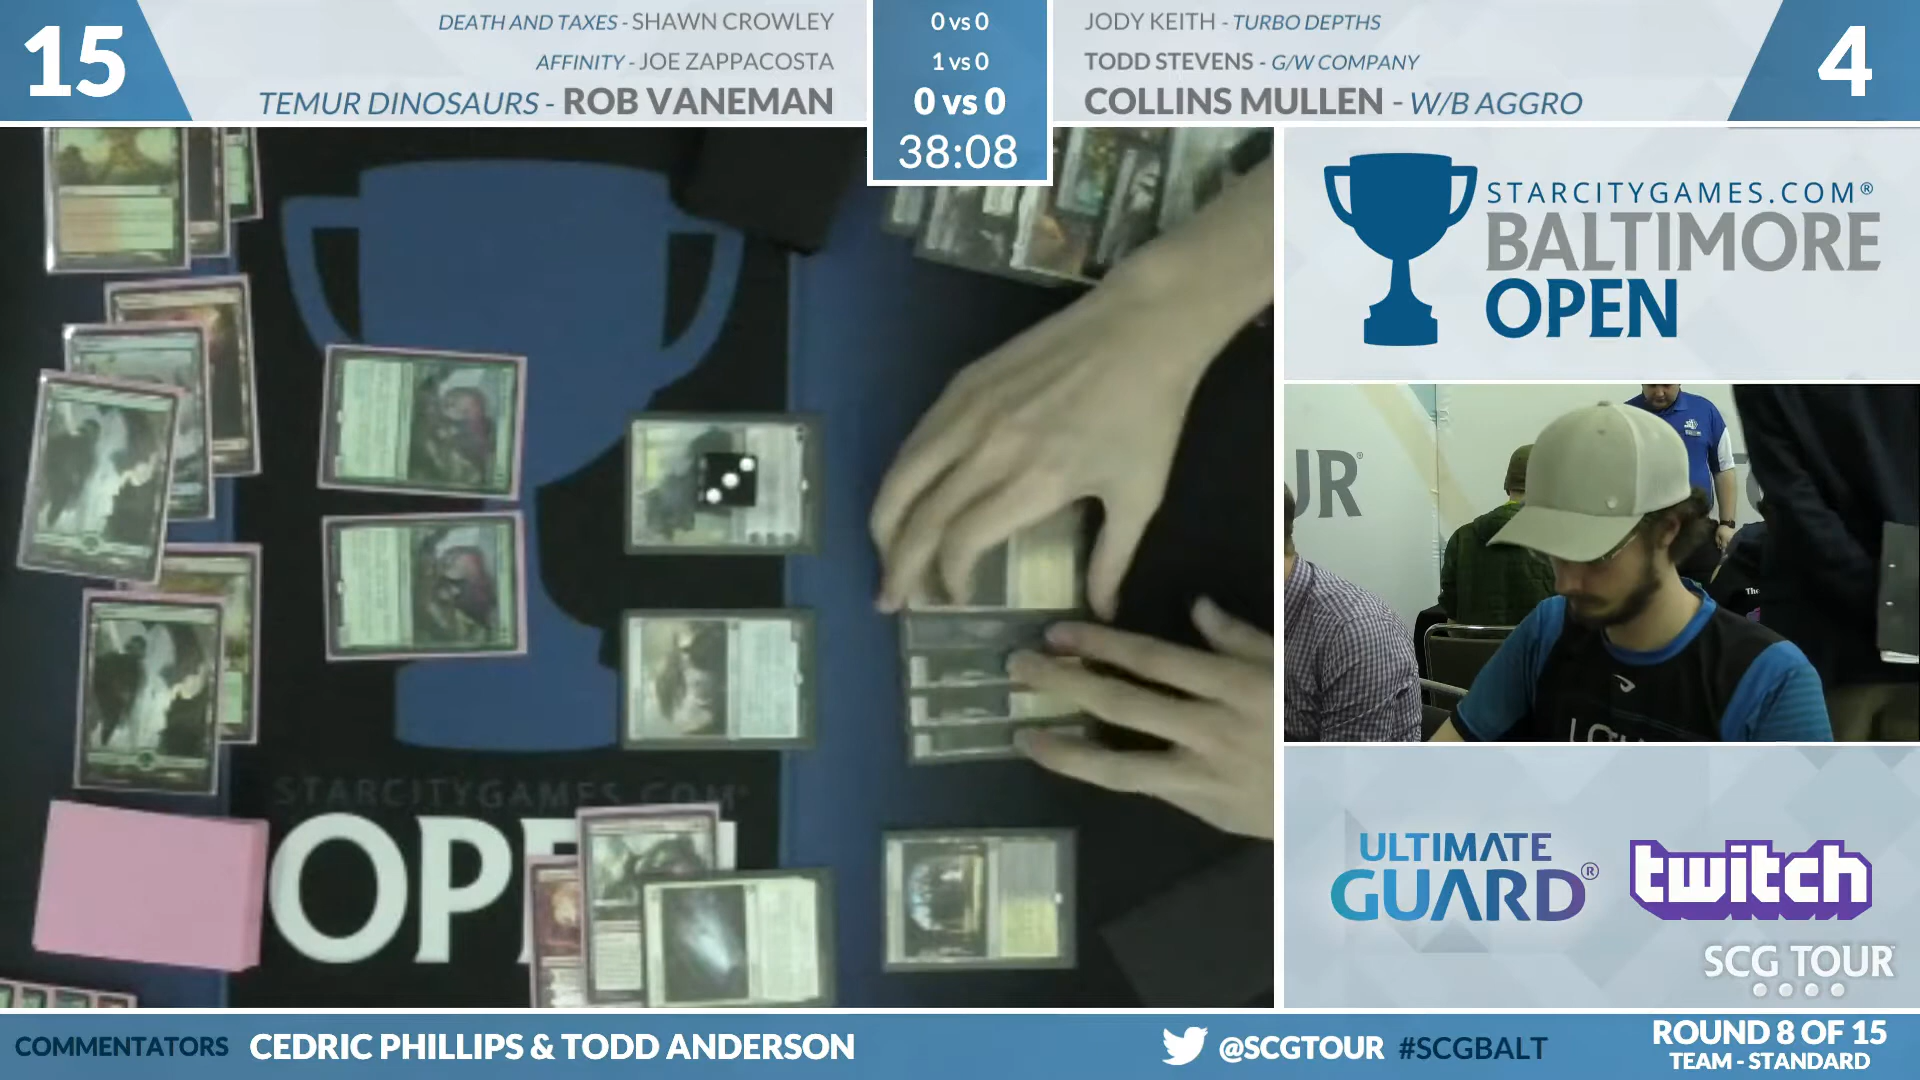 15
DEATH AND TAXES - SHAWN CROWLEY
AFFINITY - JOE ZAPPACOSTA
TEMUR DINOSAURS - ROB VANEMAN
0 vs 0
1 vs 0
0 vs 0
38:08
JODY KEITH - TURBO DEPTHS
TODD STEVENS - G/W COMPANY
COLLINS MULLEN - W/B AGGRO
4
STARCITYGAMES.COM®
BALTIMORE
OPEN
UR®
The
STARCITYGAMES.COM®
OPE
ULTIMATE
GUARD®
twitch
SCG TOUR
COMMENTATORS CEDRIC PHILLIPS & TODD ANDERSON
@SCGTOUR #SCGBALT
ROUND 8 OF 15
TEAM - STANDARD